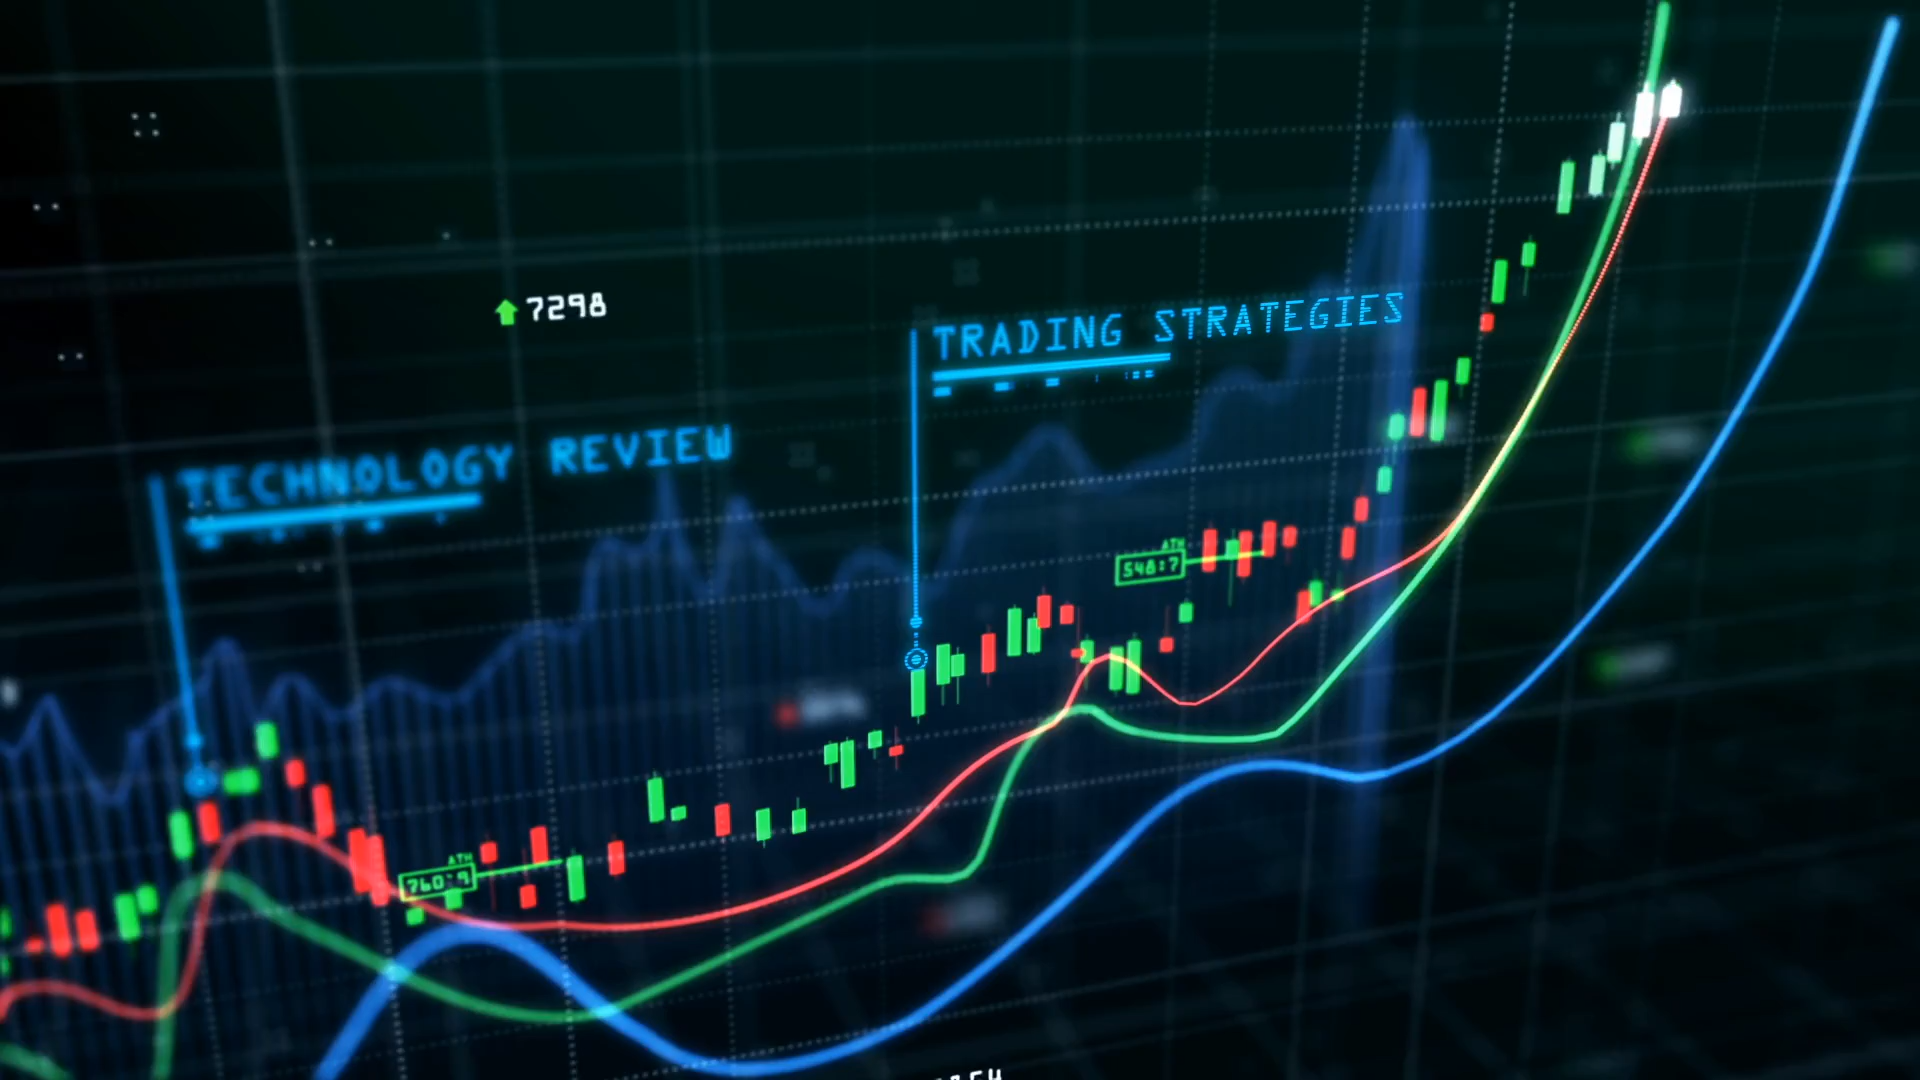 7298
TRADING STRATEGIES
TECHNOLOGY REVIEW
ATH
548:7
ATH
760:9